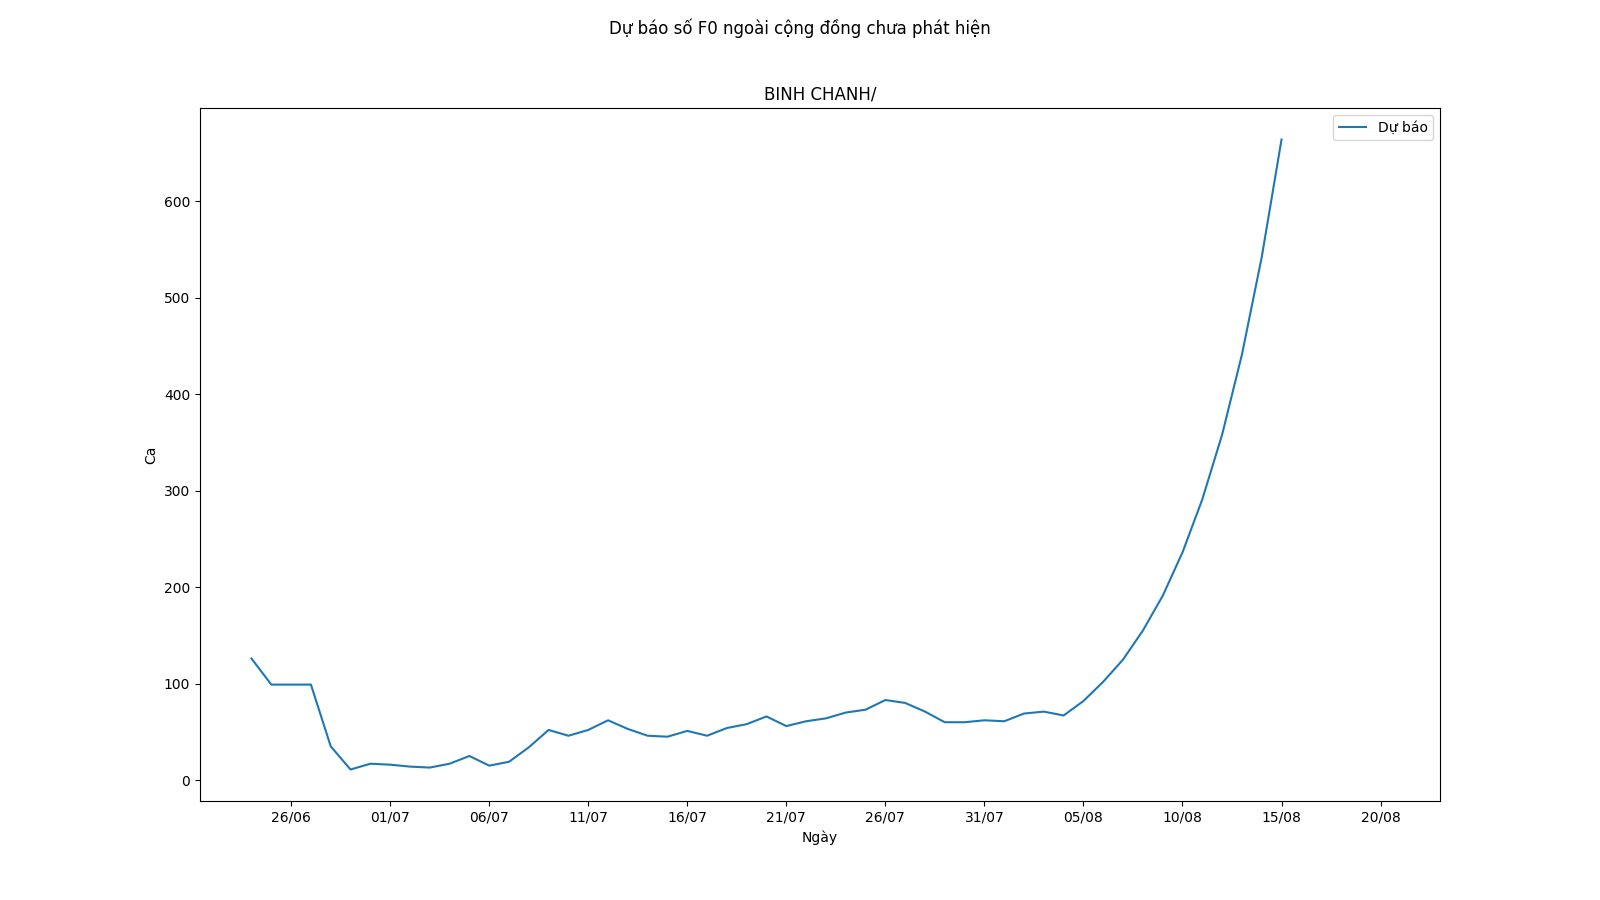 Dự báo số F0 ngoài cộng đồng chưa phát hiện
BINH CHANH/
Dự báo
600
500
400
300
200
100
0
Ca
26/06 01/07 06/07 11/07 16/07 21/07 26/07 31/07 05/08 10/08 15/08 20/08
Ngày